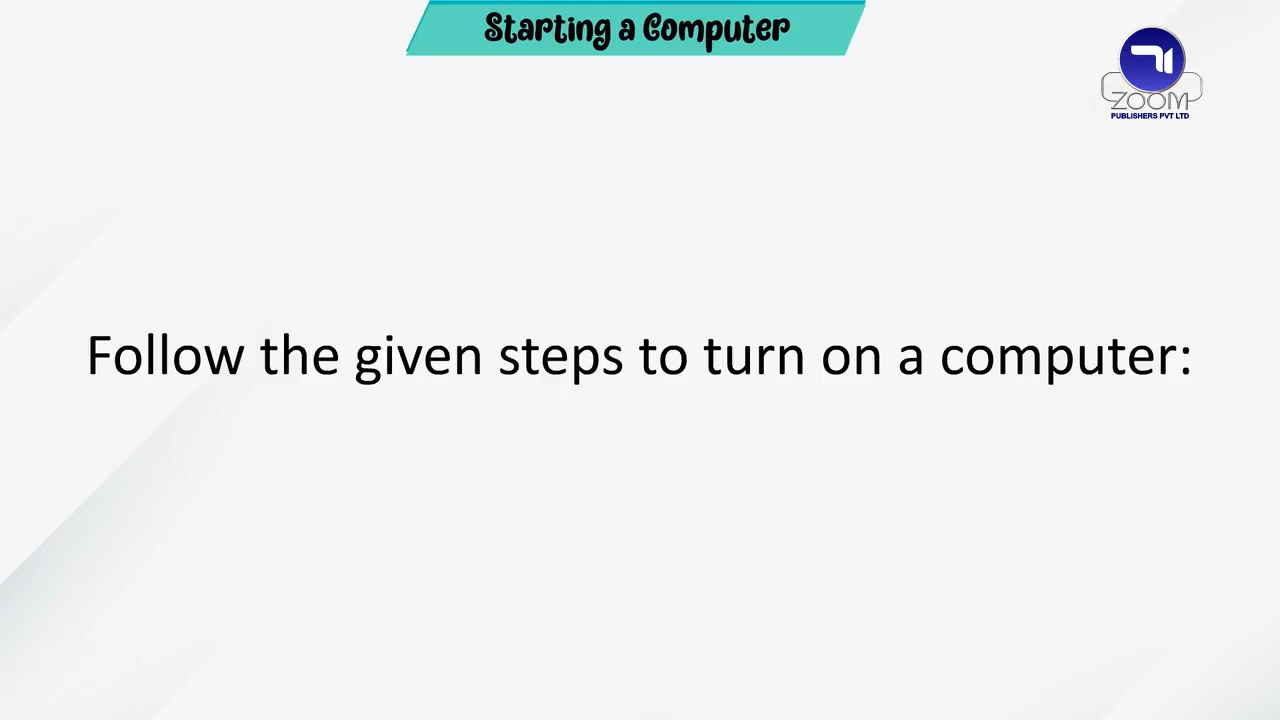 Starting a Computer
ZOOM
PUBLISHERS PVT LTD
Follow the given steps to turn on a computer: